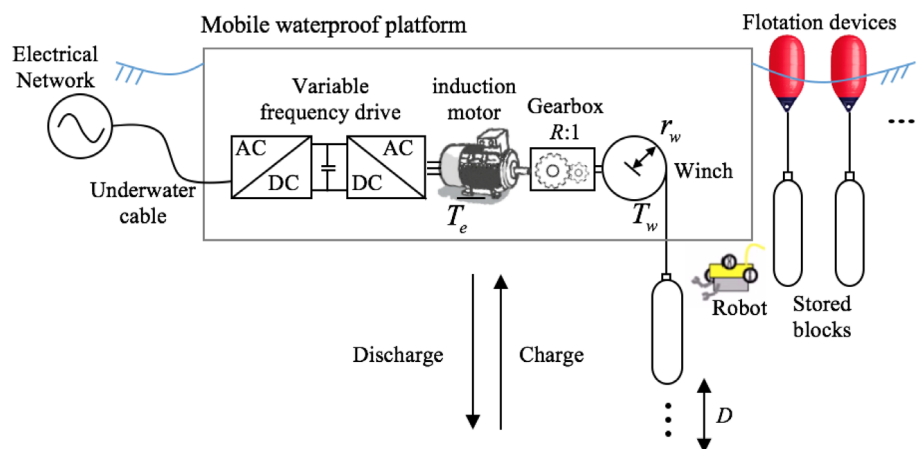 Mobile waterproof platform
Flotation devices
Electrical
Network
Variable
frequency drive
induction
motor
Gearbox
R:1
r_w
AC
DC
AC
DC
Winch
Underwater
cable
T_e
T_w
...
Robot
Stored
blocks
Discharge
Charge
D